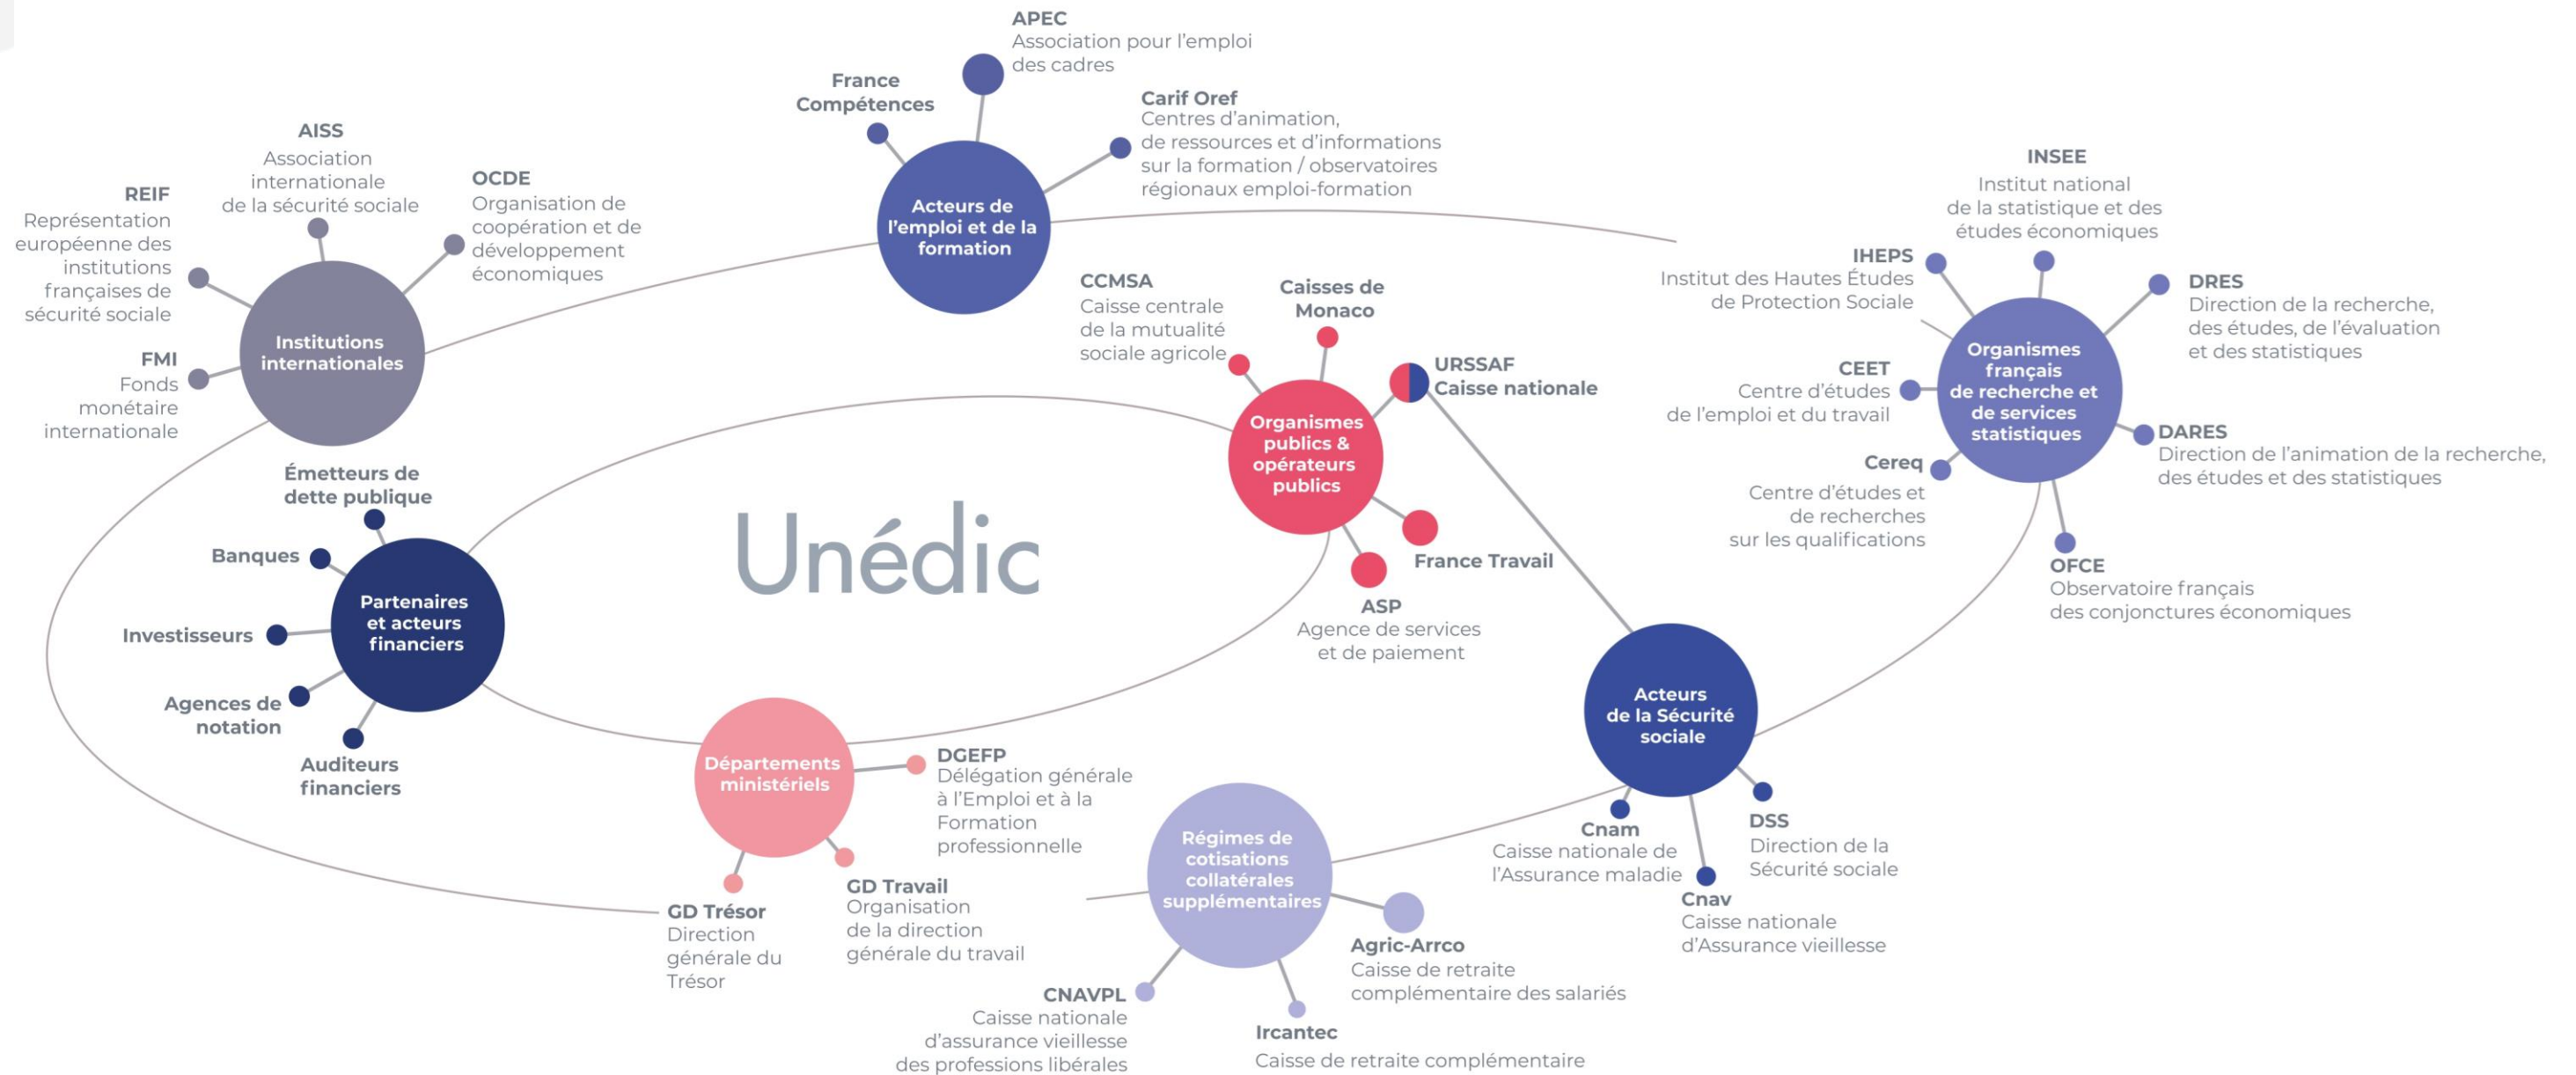 APEC
Association pour l'emploi
des cadres
France
Compétences
Carif Oref
Centres d'animation,
de ressources et d'informations
sur la formation / observatoires
régionaux emploi-formation
Acteurs de
l'emploi et de la
formation
AISS
Association
internationale
de la sécurité sociale
OCDE
Organisation de
coopération et de
développement
économiques
REIF
Représentation
européenne des
institutions
françaises de
sécurité sociale
FMI
Fonds
monétaire
internationale
Institutions
internationales
INSEE
Institut national
de la statistique et des
études économiques
IHEPS
Institut des Hautes Études
de Protection Sociale
DRES
Direction de la recherche,
des études, de l'évaluation
et des statistiques
CEET
Centre d'études
de l'emploi et du travail
Organismes
français
de recherche et
de services
statistiques
DARES
Direction de l'animation de la recherche,
des études et des statistiques
Cereq
Centre d'études et
de recherches
sur les qualifications
OFCE
Observatoire français
des conjonctures économiques
CCMSA
Caisse centrale
de la mutualité
sociale agricole
Caisses de
Monaco
URSSAF
Caisse nationale
Organismes
publics &
opérateurs
publics
France Travail
ASP
Agence de services
et de paiement
Émetteurs de
dette publique
Banques
Investisseurs
Agences de
notation
Auditeurs
financiers
Partenaires
et acteurs
financiers
Unédic
Départements
ministériels
DGEFP
Délégation générale
à l'Emploi et à la
Formation
professionnelle
GD Travail
Organisation
de la direction
générale du travail
GD Trésor
Direction
générale du
Trésor
Acteurs
de la Sécurité
sociale
Cnam
Caisse nationale de
l'Assurance maladie
DSS
Direction de la
Sécurité sociale
Cnav
Caisse nationale
d'Assurance vieillesse
Régimes de
cotisations
collatérales
supplémentaires
Agric-Arrco
Caisse de retraite
complémentaire des salariés
CNAVPL
Caisse nationale
d'assurance vieillesse
des professions libérales
Ircantec
Caisse de retraite complémentaire